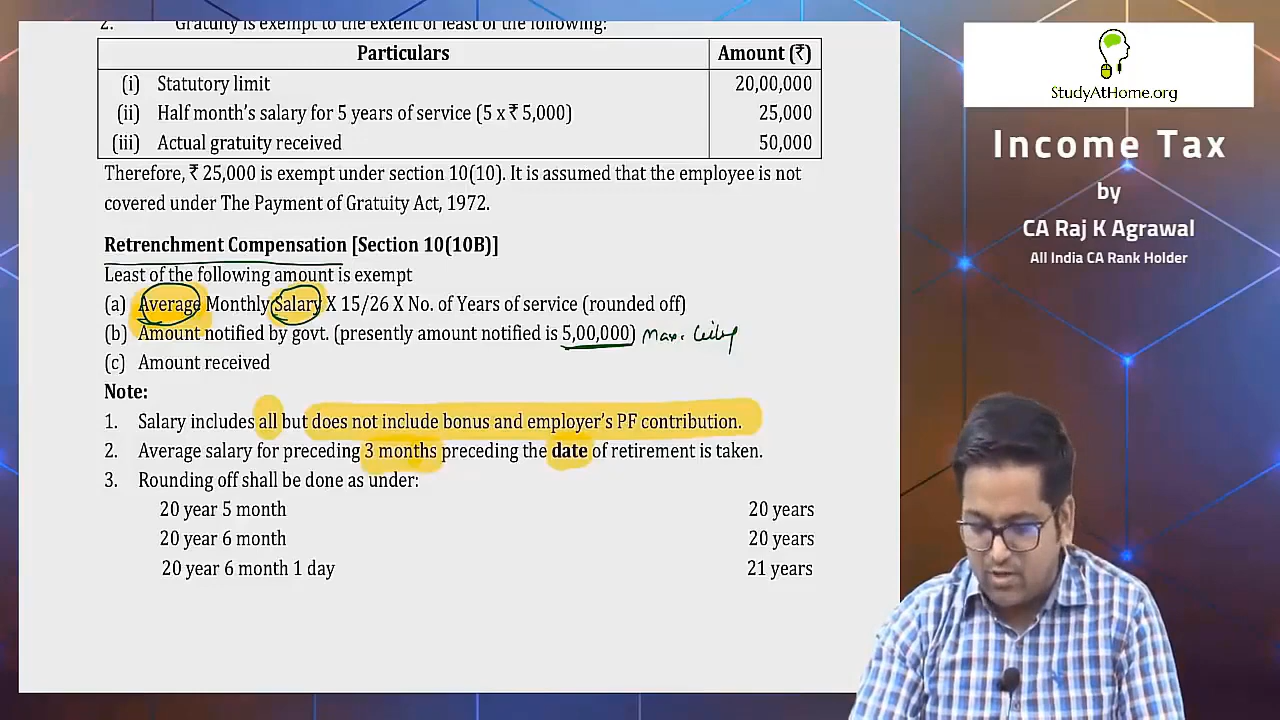 2. Gratuity is exempt to the extent of least of the following:
Particulars Amount (₹)
(i) Statutory limit 20,00,000
(ii) Half month's salary for 5 years of service (5 x ₹ 5,000) 25,000
(iii) Actual gratuity received 50,000
Therefore, ₹ 25,000 is exempt under section 10(10). It is assumed that the employee is not
covered under The Payment of Gratuity Act, 1972.
Retrenchment Compensation [Section 10(10B)]
Least of the following amount is exempt
(a) Average Monthly Salary X 15/26 X No. of Years of service (rounded off)
(b) Amount notified by govt. (presently amount notified is 5,00,000) Max.
(c) Amount received
Note:
1. Salary includes all but does not include bonus and employer's PF contribution.
2. Average salary for preceding 3 months preceding the date of retirement is taken.
3. Rounding off shall be done as under:
20 year 5 month 20 years
20 year 6 month 20 years
20 year 6 month 1 day 21 years
StudyAtHome.org
Income Tax
by
CA Raj K Agrawal
All India CA Rank Holder